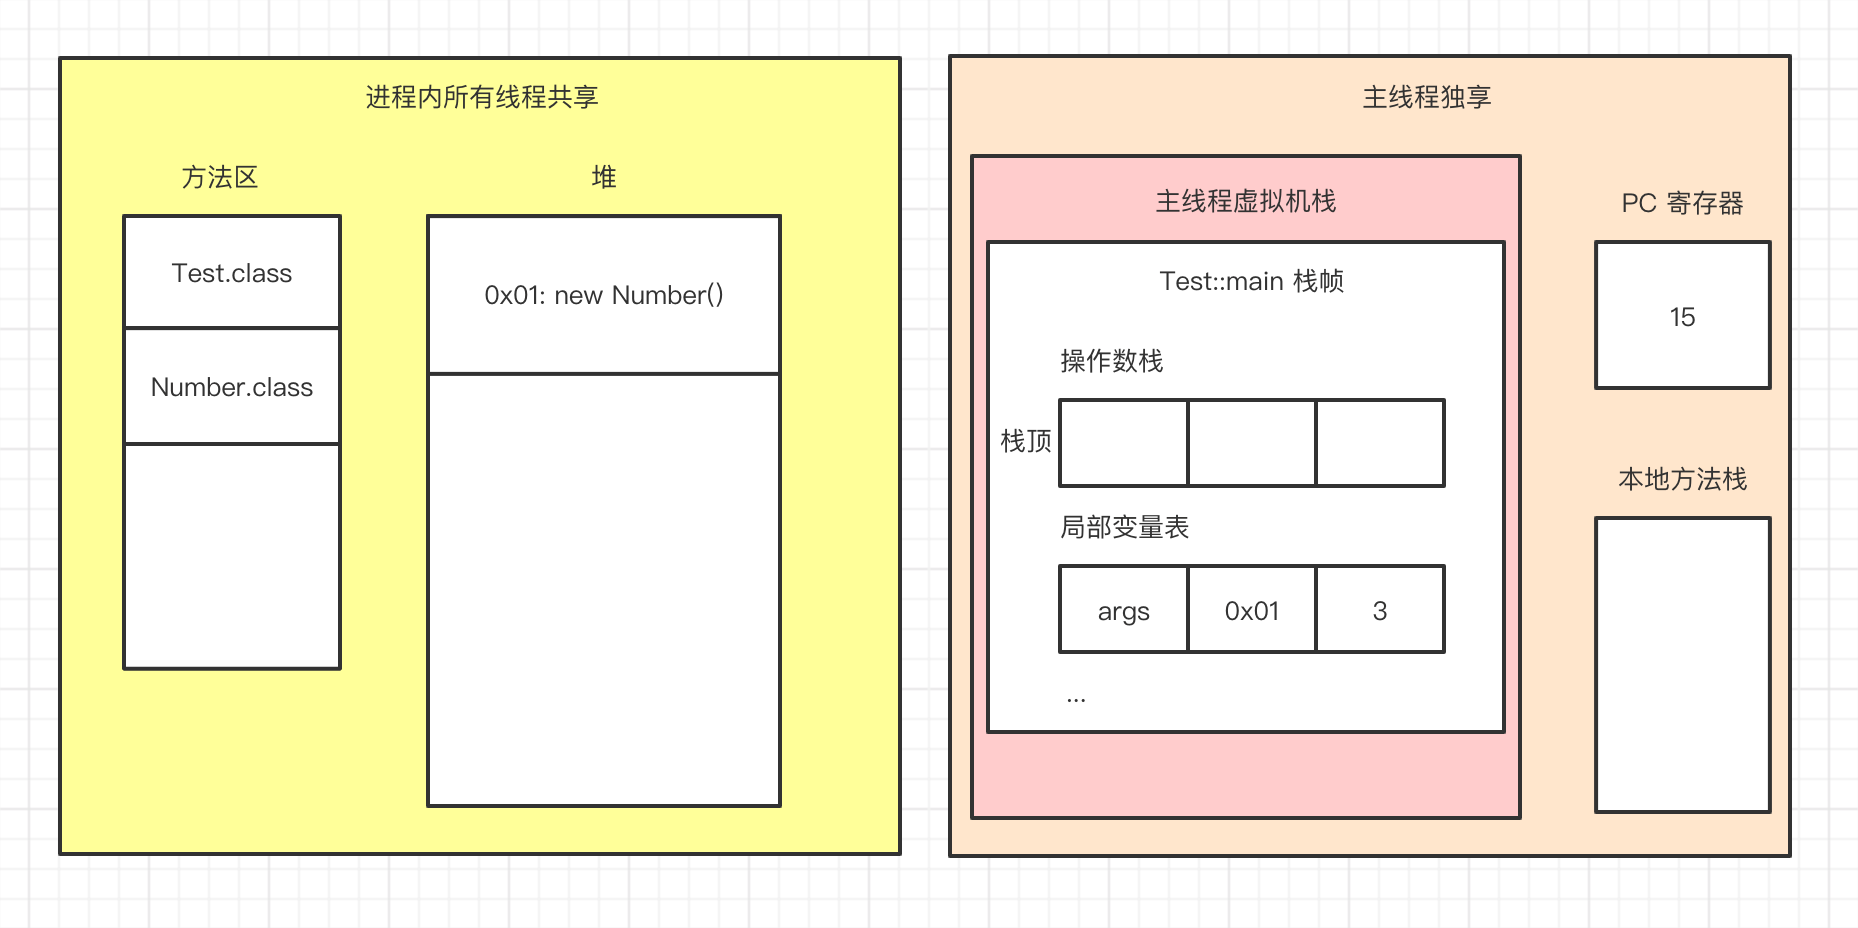 进程内所有线程共享
方法区
堆
Test.class
Number.class
0x01: new Number()
主线程独享
主线程虚拟机栈
Test::main 栈帧
操作数栈
栈顶
局部变量表
args 0x01 3
...
PC 寄存器
15
本地方法栈